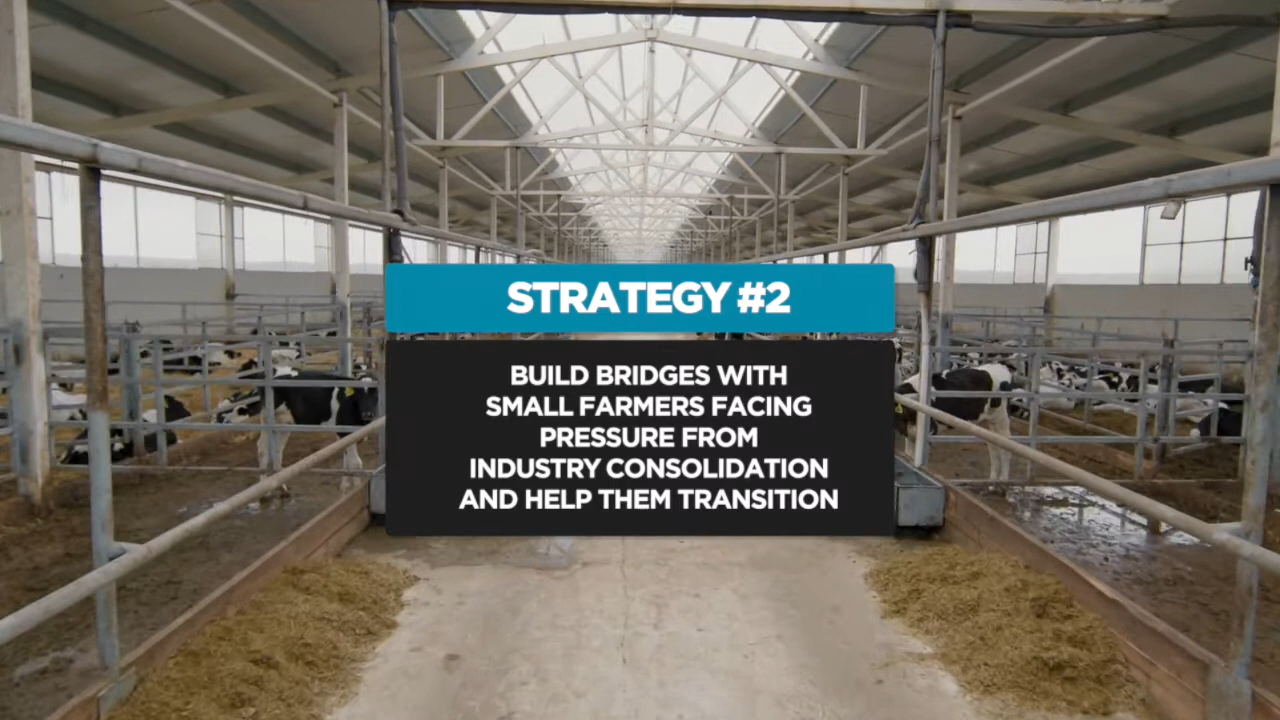 STRATEGY #2
BUILD BRIDGES WITH
SMALL FARMERS FACING
PRESSURE FROM
INDUSTRY CONSOLIDATION
AND HELP THEM TRANSITION